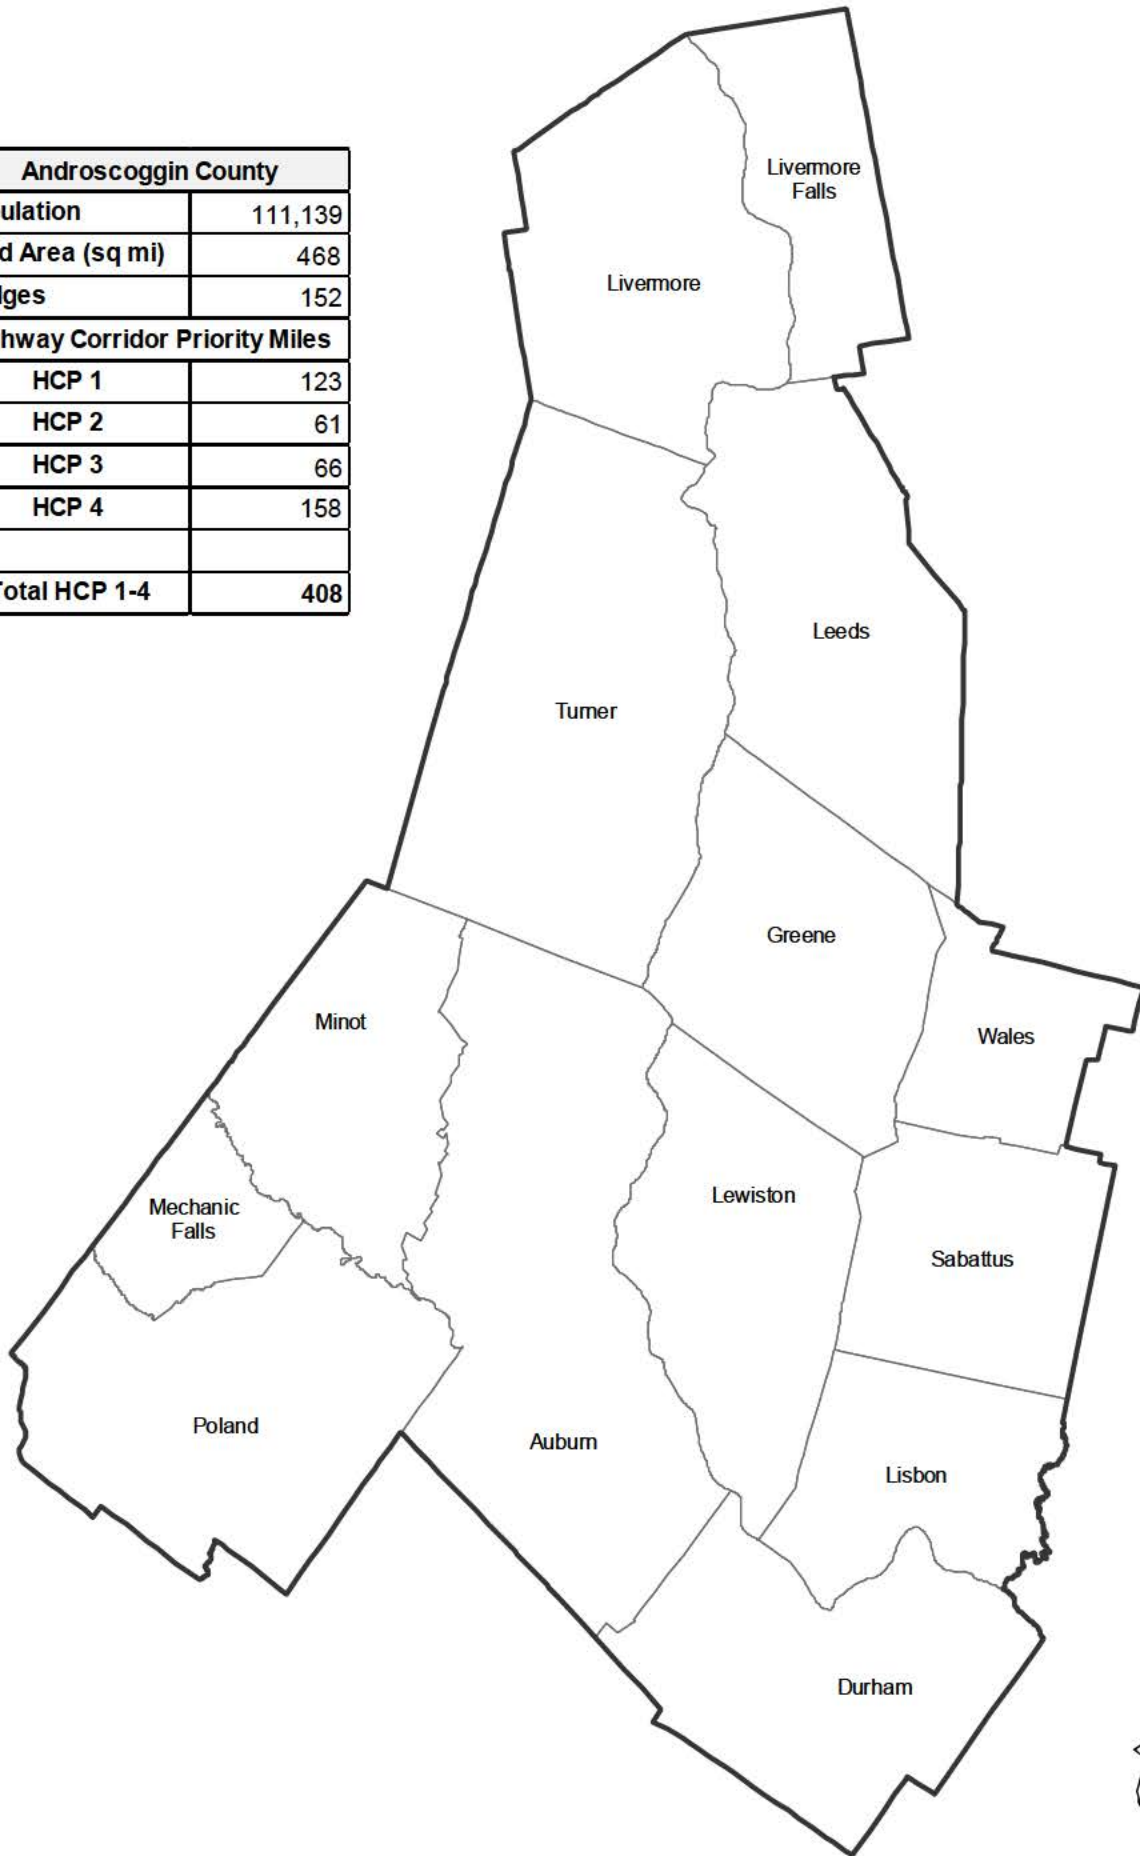 Androscoggin County
ulation 111,139
d Area (sq mi) 468
lges 152
hway Corridor Priority Miles
HCP 1 123
HCP 2 61
HCP 3 66
HCP 4 158
Total HCP 1-4 408
Livermore
Falls
Livermore
Leeds
Turner
Greene
Minot
Wales
Lewiston
Mechanic
Falls
Sabattus
Poland
Auburn
Lisbon
Durham